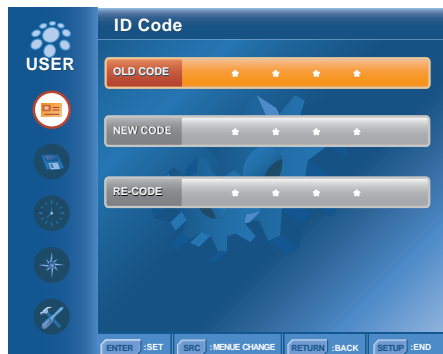 ID Code
USER
OLD CODE * * * *
NEW CODE * * * *
RE-CODE * * * *
ENTER :SET SRC :MENUE CHANGE RETURN :BACK SETUP :END